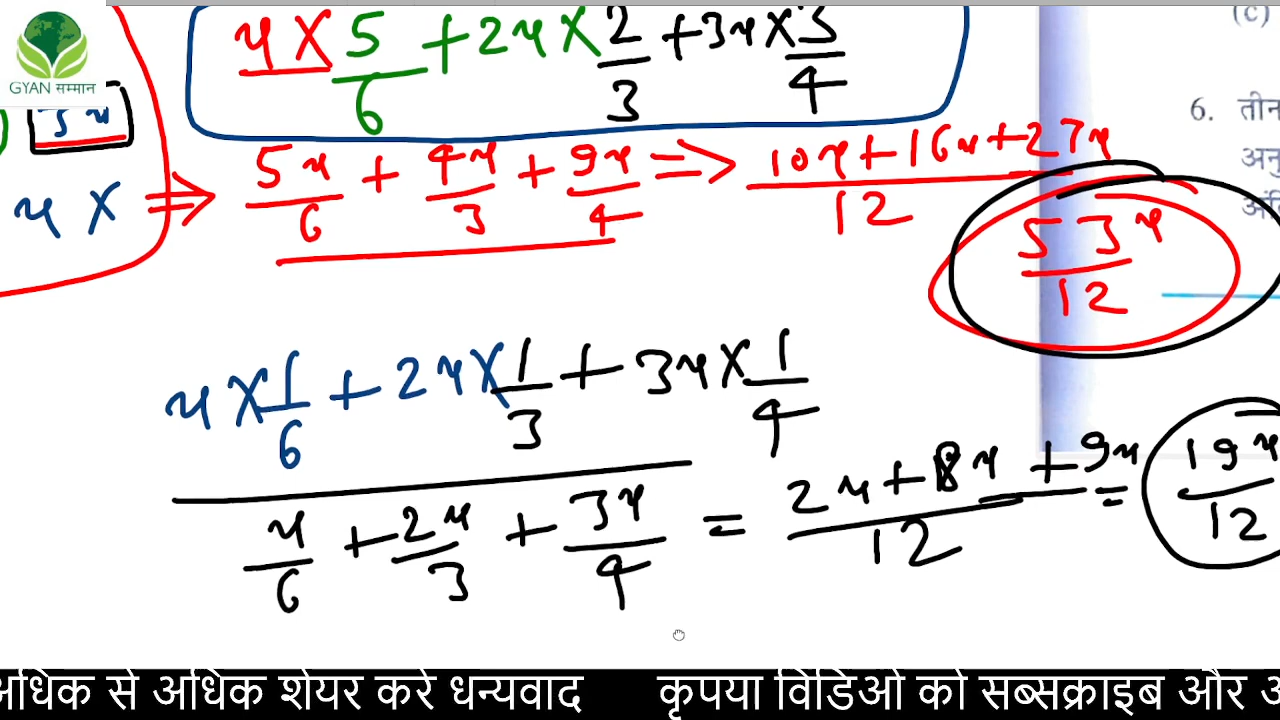 GYAN सम्मान
x × 5/6 + 2x × 2/3 + 3x × 3/4
(c)
6. तीन
अनु
3x
x ×
=> 5x/6 + 4x/3 + 9x/4 => 10x + 16x + 27x / 12
53x/12
x × 1/6 + 2x × 1/3 + 3x × 1/4
x/6 + 2x/3 + 3x/4 = 2x + 8x + 9x / 12 = 19x/12
अधिक से अधिक शेयर करे धन्यवाद कृपया विडिओ को सब्सक्राइब और